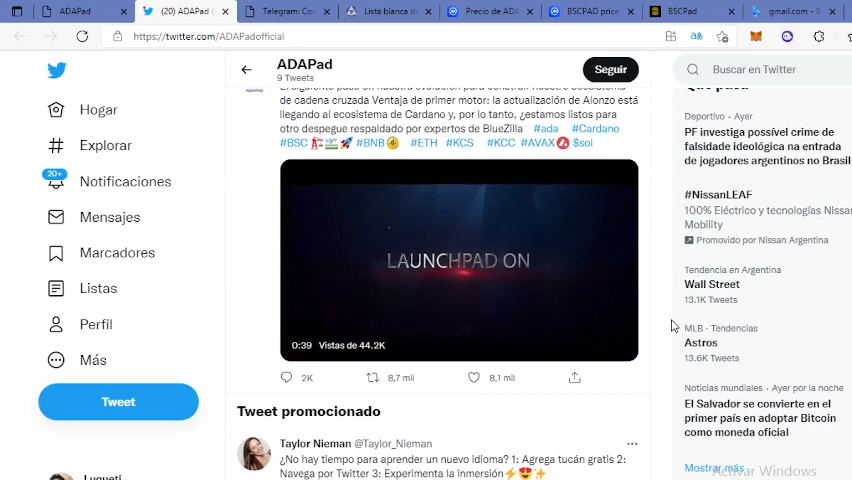 ADAPad
(20) ADAPad (
Telegram: Con
Lista blanca de
Precio de ADA
BSCPAD price
BSCPad
gmail.com - B
https://twitter.com/ADAPadofficial
ADAPad
9 Tweets
Seguir
Buscar en Twitter
Hogar
Explorar
20+
Notificaciones
Mensajes
Marcadores
Listas
Perfil
Más
Tweet
de cadena cruzada Ventaja de primer motor: la actualización de Alonzo está
llegando al ecosistema de Cardano y, por lo tanto, ¿estamos listos para
otro despegue respaldado por expertos de BlueZilla #ada #Cardano
#BSC #BNB #ETH #KCS #KCC #AVAX $sol
LAUNCHPAD ON
0:39 Vistas de 44.2K
2K 8,7 mil 8,1 mil
Tweet promocionado
Taylor Nieman @Taylor_Nieman
¿No hay tiempo para aprender un nuevo idioma? 1: Agrega tucán gratis 2:
Navega por Twitter 3: Experimenta la inmersión
Deportivo · Ayer
PF investiga possível crime de
falsidade ideológica na entrada
de jogadores argentinos no Brasil
#NissanLEAF
100% Eléctrico y tecnologías Nissan
Mobility
Promovido por Nissan Argentina
Tendencia en Argentina
Wall Street
13.1K Tweets
MLB · Tendencias
Astros
13.6K Tweets
Noticias mundiales · Ayer por la noche
El Salvador se convierte en el
primer país en adoptar Bitcoin
como moneda oficial
Mostrar más
Activar Windows